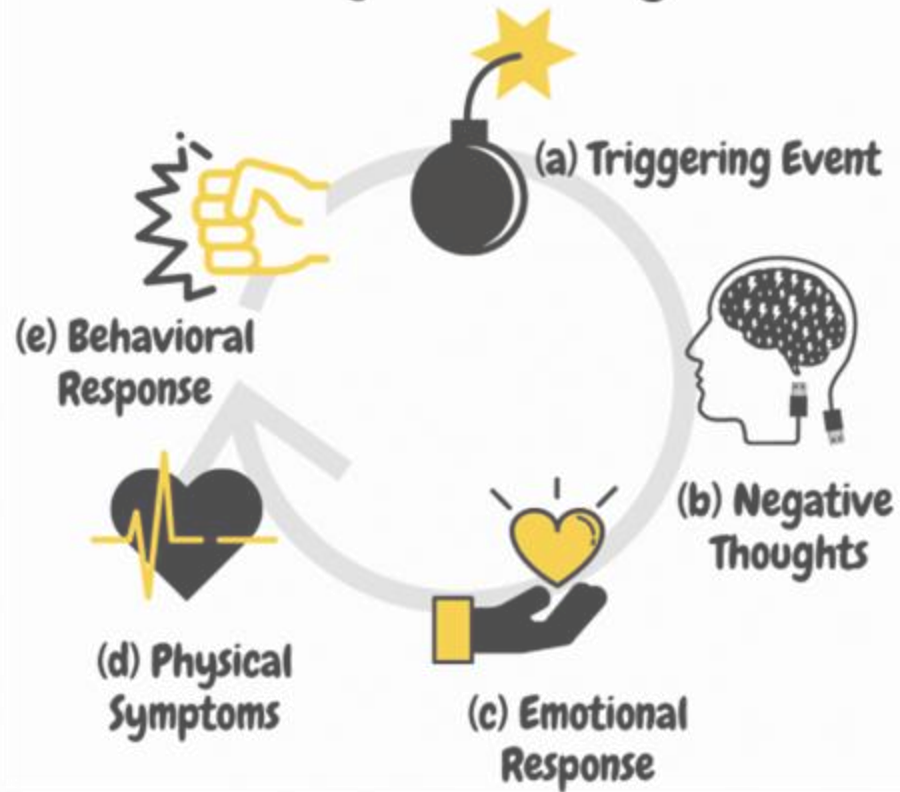 (a) Triggering Event
(b) Negative
Thoughts
(c) Emotional
Response
(d) Physical
Symptoms
(e) Behavioral
Response